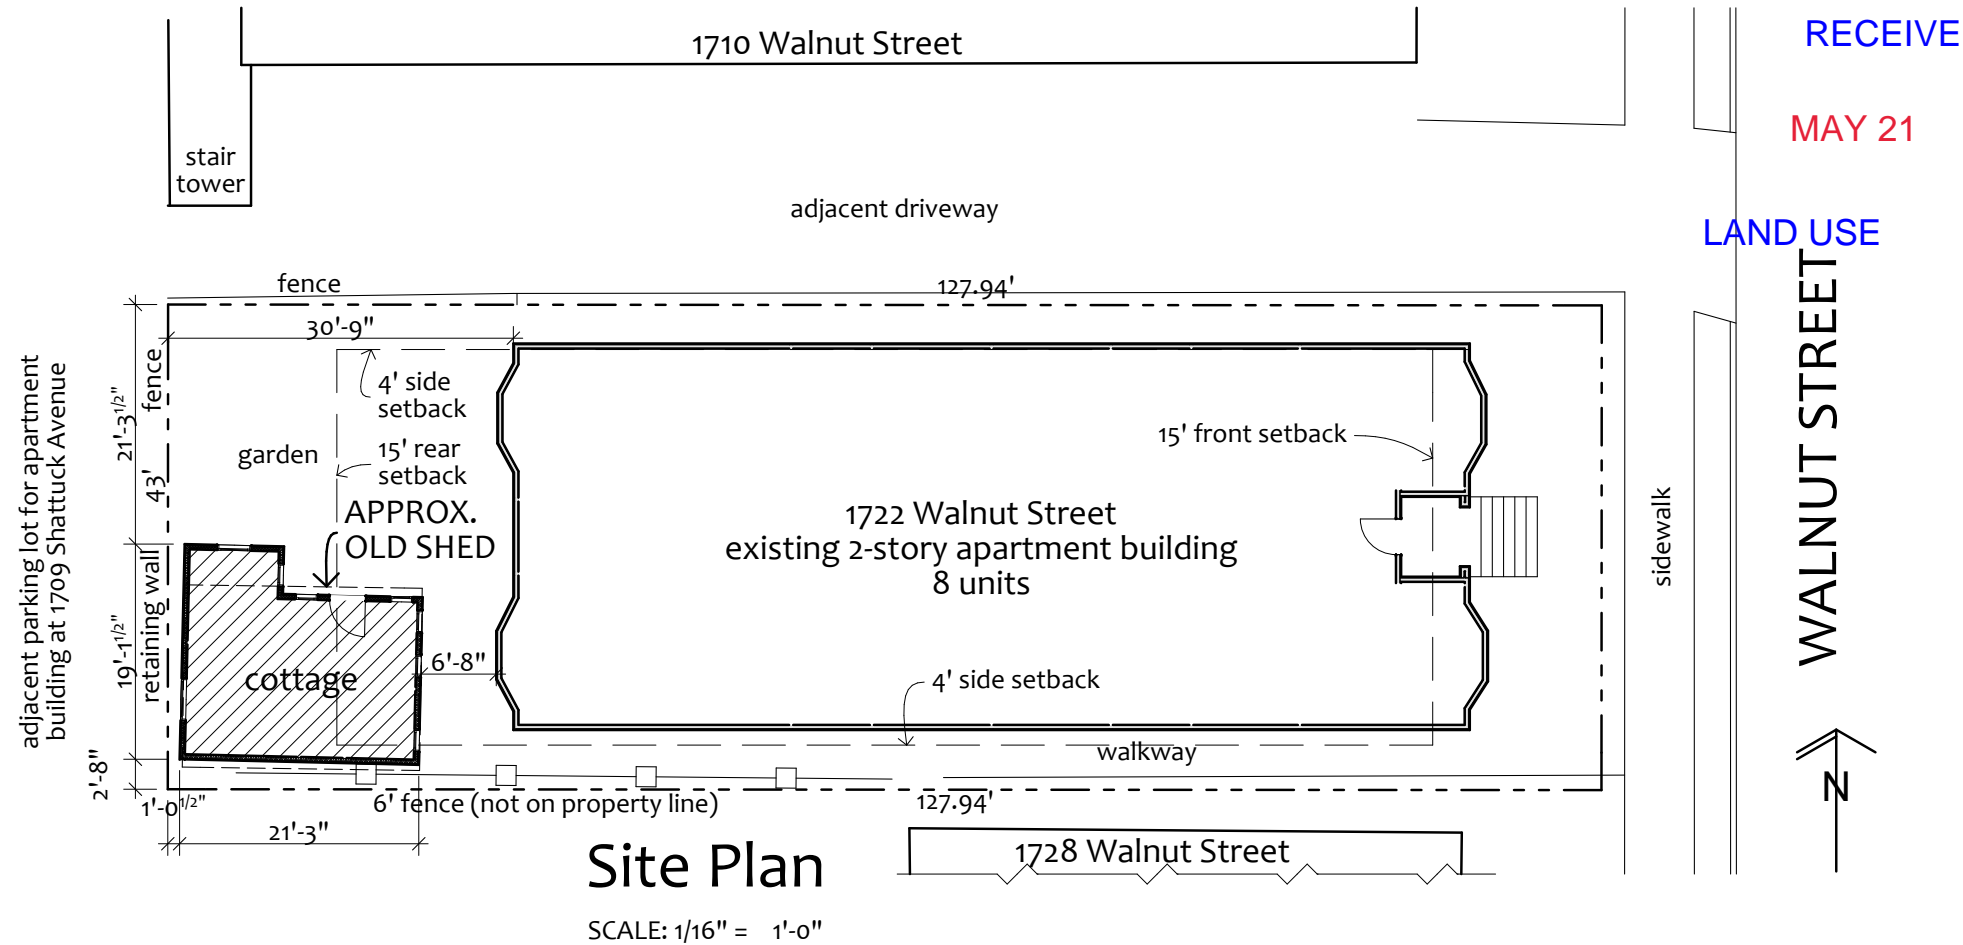 1710 Walnut Street
RECEIVE
MAY 21
LAND USE
stair
tower
adjacent driveway
fence
127.94'
30'-9"
fence
4' side
setback
21'-3 1/2"
43'
garden
15' rear
setback
15' front setback
APPROX.
OLD SHED
1722 Walnut Street
existing 2-story apartment building
8 units
adjacent parking lot for apartment
building at 1709 Shattuck Avenue
retaining wall
19'-1 1/2"
cottage
6'-8"
4' side setback
walkway
sidewalk
WALNUT STREET
2'-8"
1'-0 1/2"
6' fence (not on property line)
127.94'
21'-3"
N
Site Plan
1728 Walnut Street
SCALE: 1/16" = 1'-0"